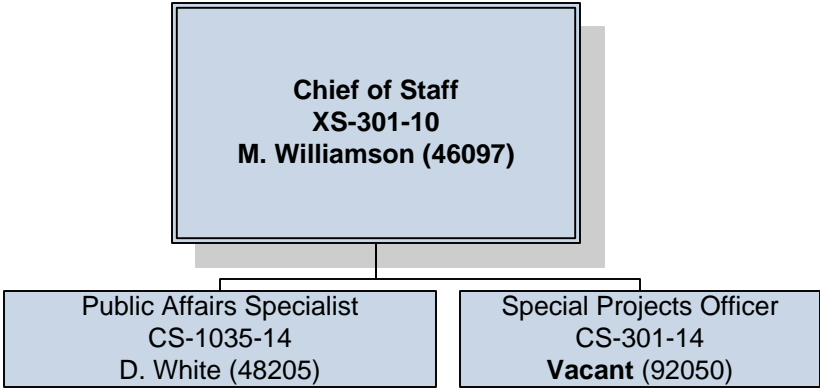 Chief of Staff
XS-301-10
M. Williamson (46097)
Public Affairs Specialist
CS-1035-14
D. White (48205)
Special Projects Officer
CS-301-14
Vacant (92050)